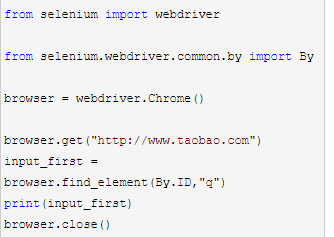 from selenium import webdriver
from selenium.webdriver.common.by import By
browser = webdriver.Chrome()
browser.get("http://www.taobao.com")
input_first =
browser.find_element(By.ID,"q")
print(input_first)
browser.close()